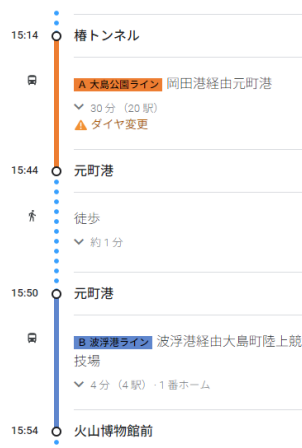 15:14 椿トンネル
A 大島公園ライン 岡田港経由元町港
30 分 （20 駅）
ダイヤ変更
15:44 元町港
徒歩
約 1 分
15:50 元町港
B 波浮港ライン 波浮港経由大島町陸上競
技場
4 分（4 駅） · 1 番ホーム
15:54 火山博物館前